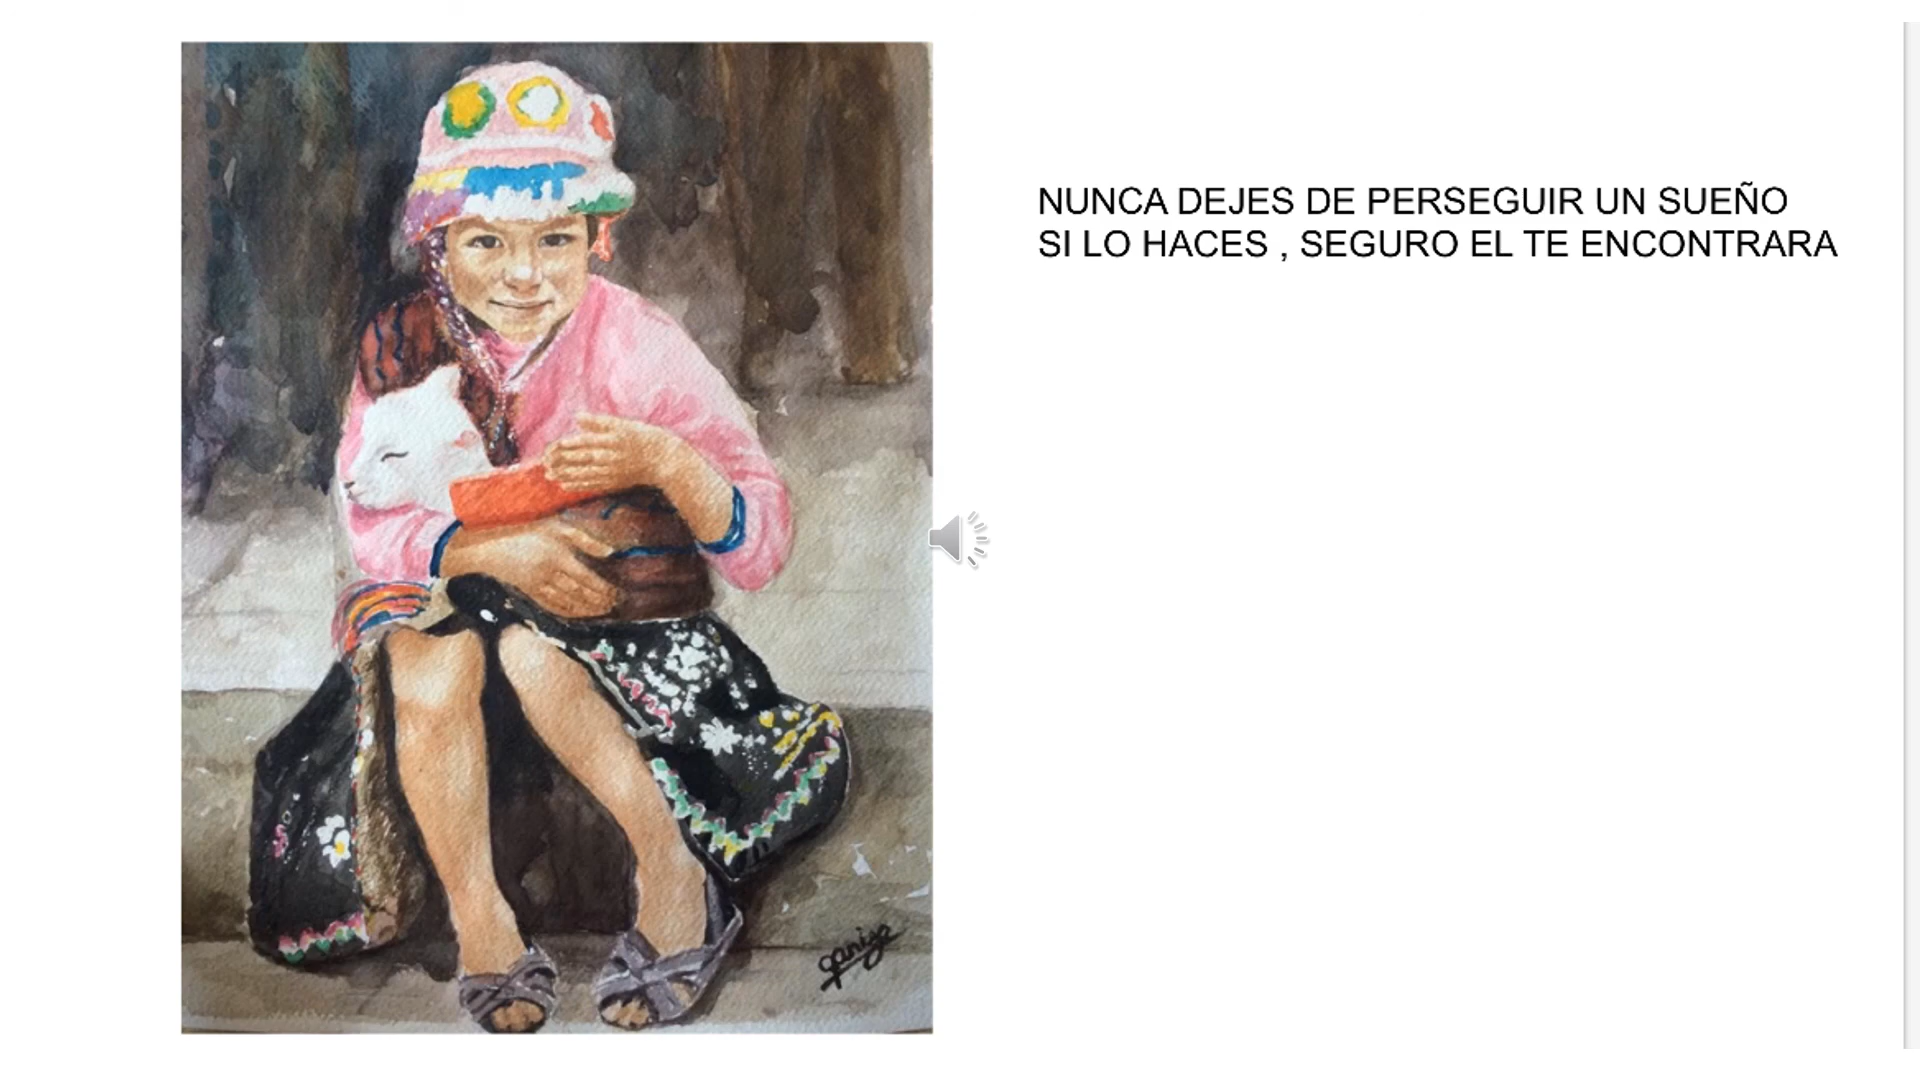 NUNCA DEJES DE PERSEGUIR UN SUEÑO
SI LO HACES , SEGURO EL TE ENCONTRARA